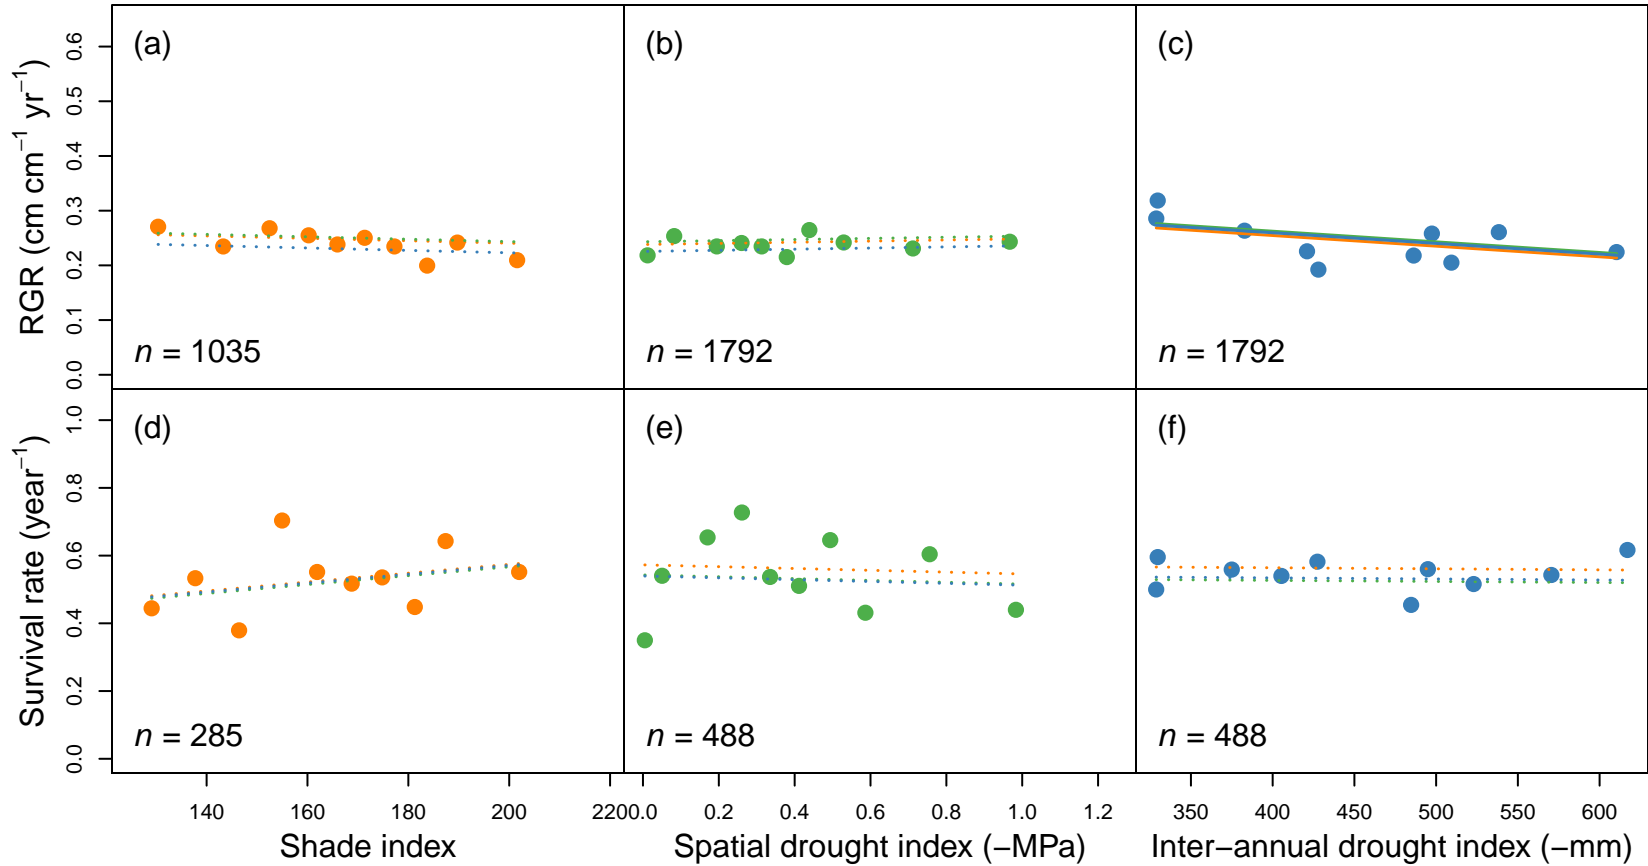 (a) (b) (c)
RGR (cm cm⁻¹ yr⁻¹)
0.6
0.5
0.4
0.3
0.2
0.1
0.0
n = 1035 n = 1792 n = 1792
(d) (e) (f)
Survival rate (year⁻¹)
1.0
0.8
0.6
0.4
0.2
0.0
n = 285 n = 488 n = 488
140 160 180 200 220 0.0 0.2 0.4 0.6 0.8 1.0 1.2 350 400 450 500 550 600
Shade index Spatial drought index (−MPa) Inter−annual drought index (−mm)